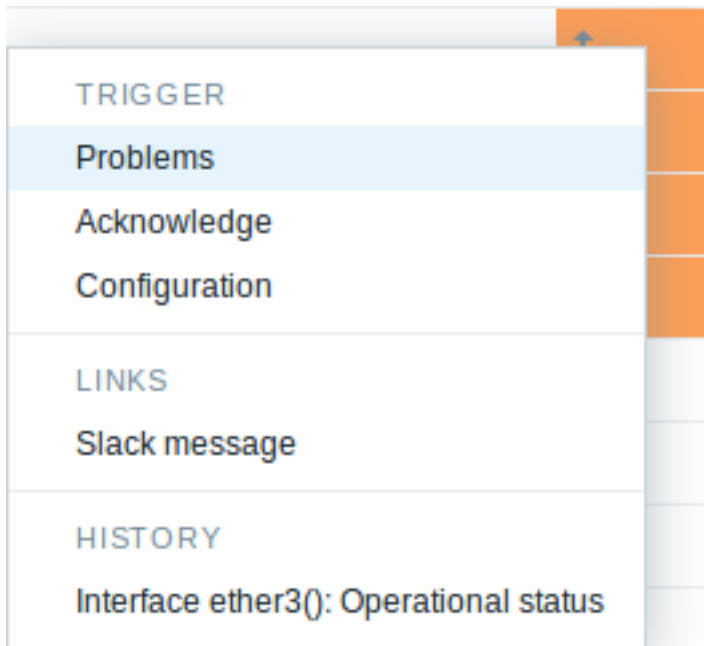 TRIGGER
Problems
Acknowledge
Configuration
LINKS
Slack message
HISTORY
Interface ether3(): Operational status